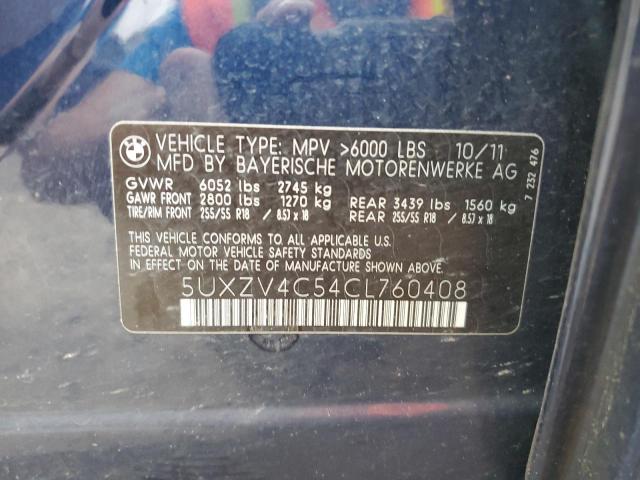 BMW
VEHICLE TYPE: MPV >6000 LBS 10/11
MFD BY BAYERISCHE MOTORENWERKE AG
GVWR 6052 lbs 2745 kg
GAWR FRONT 2800 lbs 1270 kg REAR 3439 lbs 1560 kg
TIRE/RIM FRONT 255/55 R18 / 8.5J x 18 REAR 255/55 R18 / 8.5J x 18
THIS VEHICLE CONFORMS TO ALL APPLICABLE U.S.
FEDERAL MOTOR VEHICLE SAFETY STANDARDS
IN EFFECT ON THE DATE OF MANUFACTURE SHOWN ABOVE.
5UXZV4C54CL760408
7 232 476